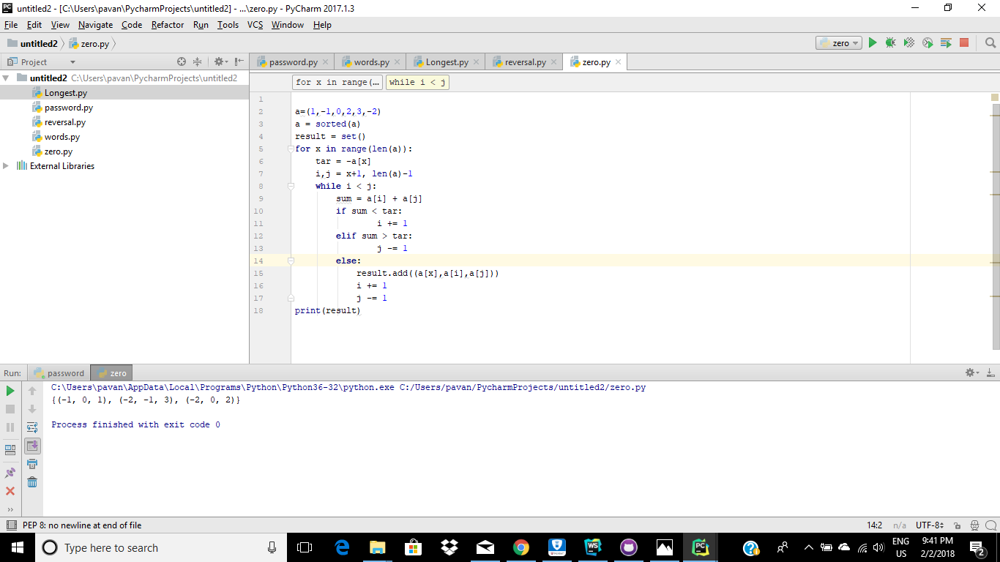 untitled2 - [C:\Users\pavan\PycharmProjects\untitled2] - ...\zero.py - PyCharm 2017.1.3
File Edit View Navigate Code Refactor Run Tools VCS Window Help
untitled2 zero.py zero
Project
password.py words.py Longest.py reversal.py zero.py
untitled2 C:\Users\pavan\PycharmProjects\untitled2
Longest.py
password.py
reversal.py
words.py
zero.py
External Libraries
for x in range(... while i < j
1
2 a=(1,-1,0,2,3,-2)
3 a = sorted(a)
4 result = set()
5 for x in range(len(a)):
6 tar = -a[x]
7 i,j = x+1, len(a)-1
8 while i < j:
9 sum = a[i] + a[j]
10 if sum < tar:
11 i += 1
12 elif sum > tar:
13 j -= 1
14 else:
15 result.add((a[x],a[i],a[j]))
16 i += 1
17 j -= 1
18 print(result)
Run: password zero
C:\Users\pavan\AppData\Local\Programs\Python\Python36-32\python.exe C:/Users/pavan/PycharmProjects/untitled2/zero.py
{(-1, 0, 1), (-2, -1, 3), (-2, 0, 2)}
Process finished with exit code 0
PEP 8: no newline at end of file 14:2 n/a UTF-8
Type here to search
ENG 9:41 PM
US 2/2/2018 2